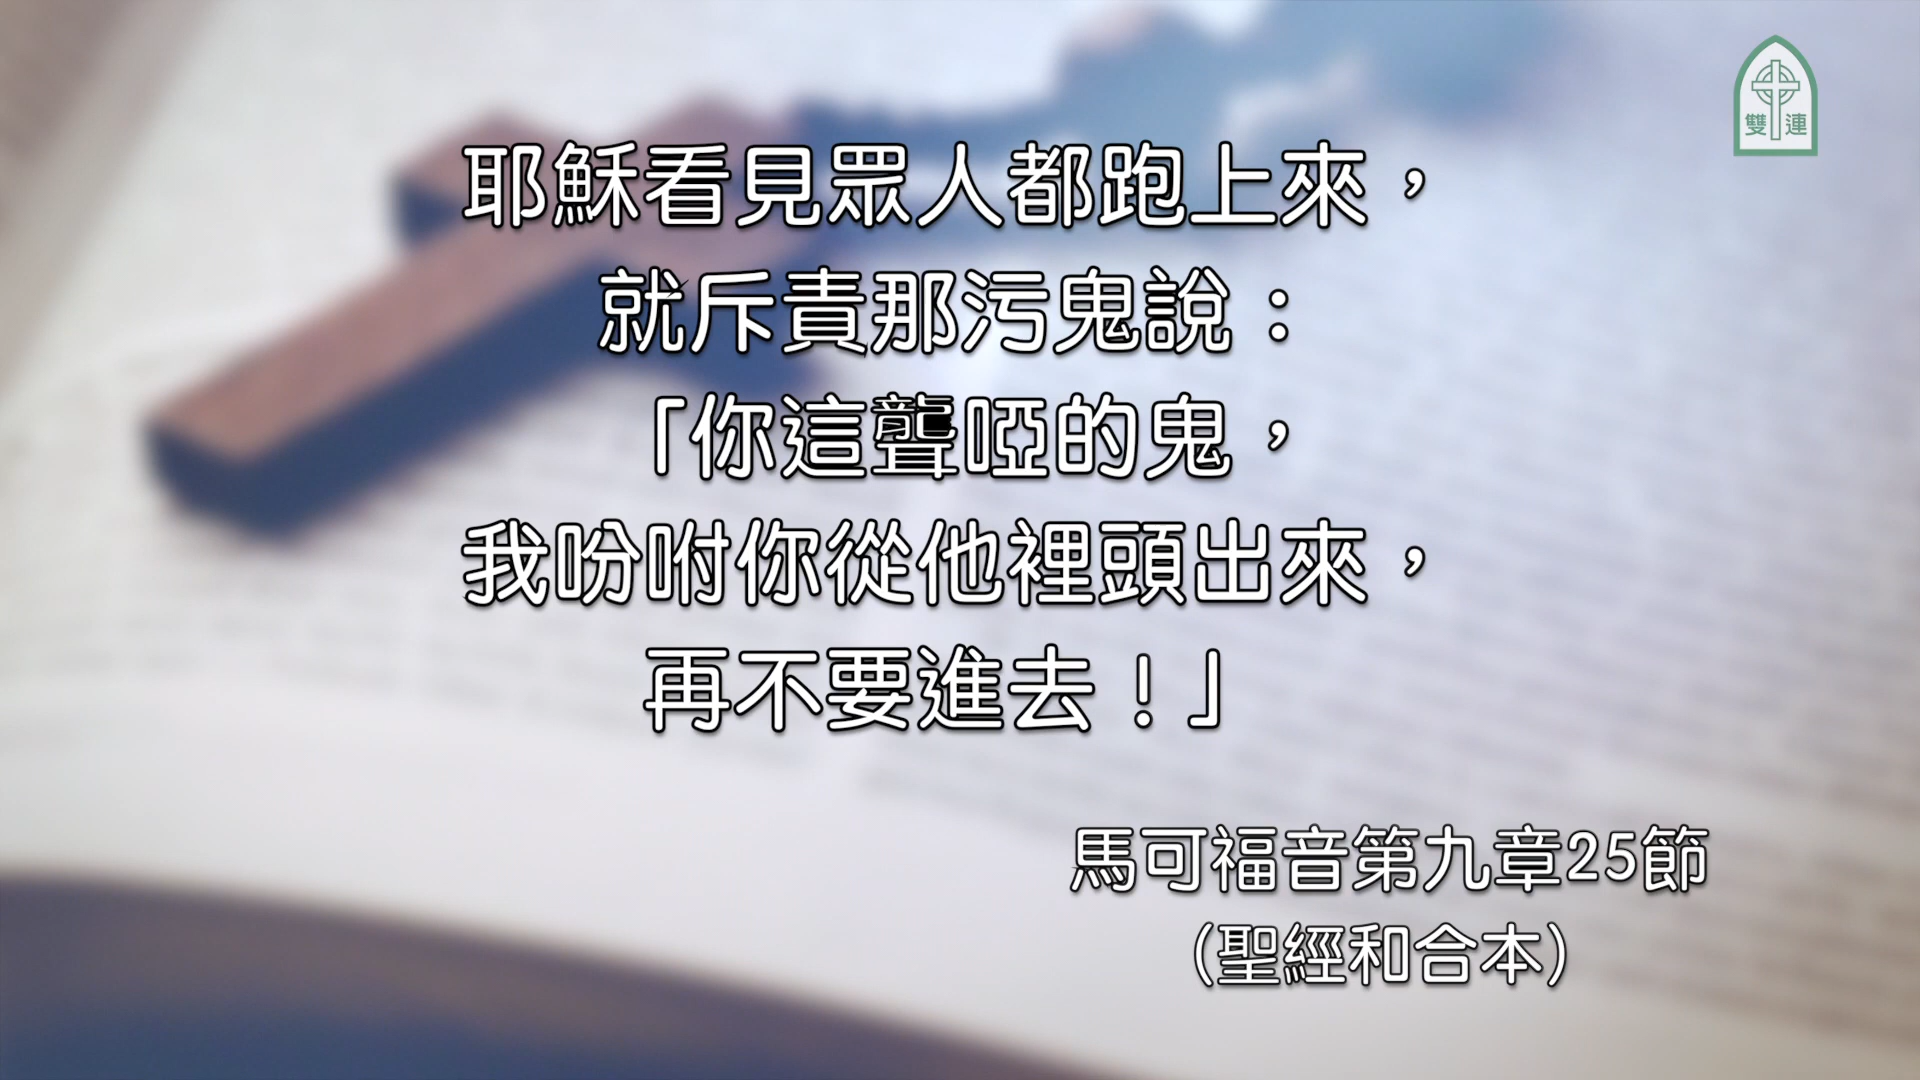 雙連
耶穌看見眾人都跑上來，
就斥責那污鬼說：
「你這聾啞的鬼，
我吩咐你從他裡頭出來，
再不要進去！」
馬可福音第九章25節
(聖經和合本)